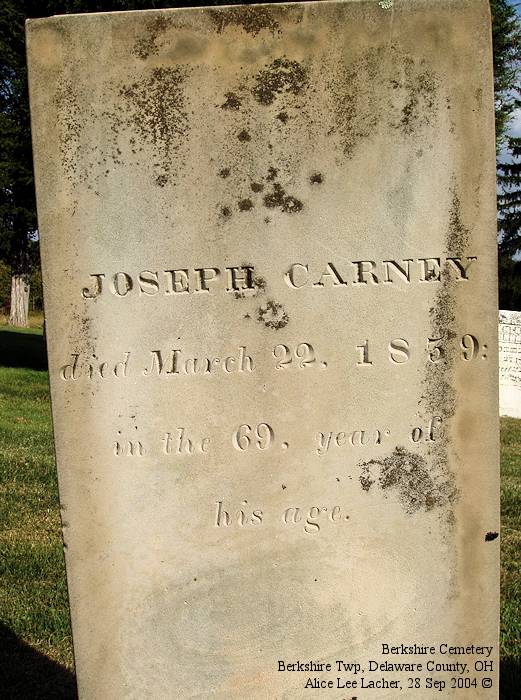 JOSEPH CARNEY
died March 22, 1859:
in the 69, year of
his age.
Berkshire Cemetery
Berkshire Twp, Delaware County, OH
Alice Lee Lacher, 28 Sep 2004 ©